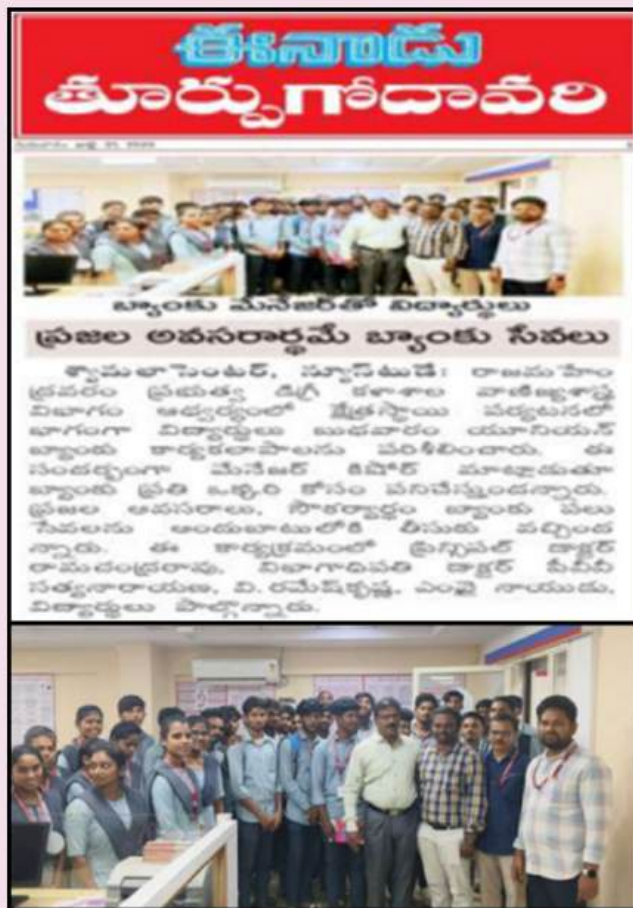 ఈనాడు
తూర్పుగోదావరి
బ్యాంకు మేనేజర్‌తో విద్యార్థులు
ప్రజల అవసరార్థమే బ్యాంకు సేవలు
శ్యామలాసెంటర్, న్యూస్‌టుడే: రాజమహేం
ద్రవరం ప్రభుత్వ డిగ్రీ కళాశాల వాణిజ్యశాస్త్ర
విభాగం ఆధ్వర్యంలో క్షేత్రస్థాయి పర్యటనలో
భాగంగా విద్యార్థులు బుధవారం యూనియన్
బ్యాంకు కార్యకలాపాలను పరిశీలించారు. ఈ
సందర్భంగా మేనేజర్ కిషోర్ మాట్లాడుతూ
బ్యాంకు ప్రతి ఒక్కరి కోసం పనిచేస్తుందన్నారు.
ప్రజల అవసరాలు, సౌకర్యార్థం బ్యాంకు పలు
సేవలను అందుబాటులోకి తీసుకు వచ్చింద
న్నారు. ఈ కార్యక్రమంలో ప్రిన్సిపల్ డాక్టర్
రామచంద్రరావు, విభాగాధిపతి డాక్టర్ పీవీవీ
సత్యనారాయణ, వి.రమేష్‌కృష్ణ, ఎంవై నాయుడు,
విద్యార్థులు పాల్గొన్నారు.